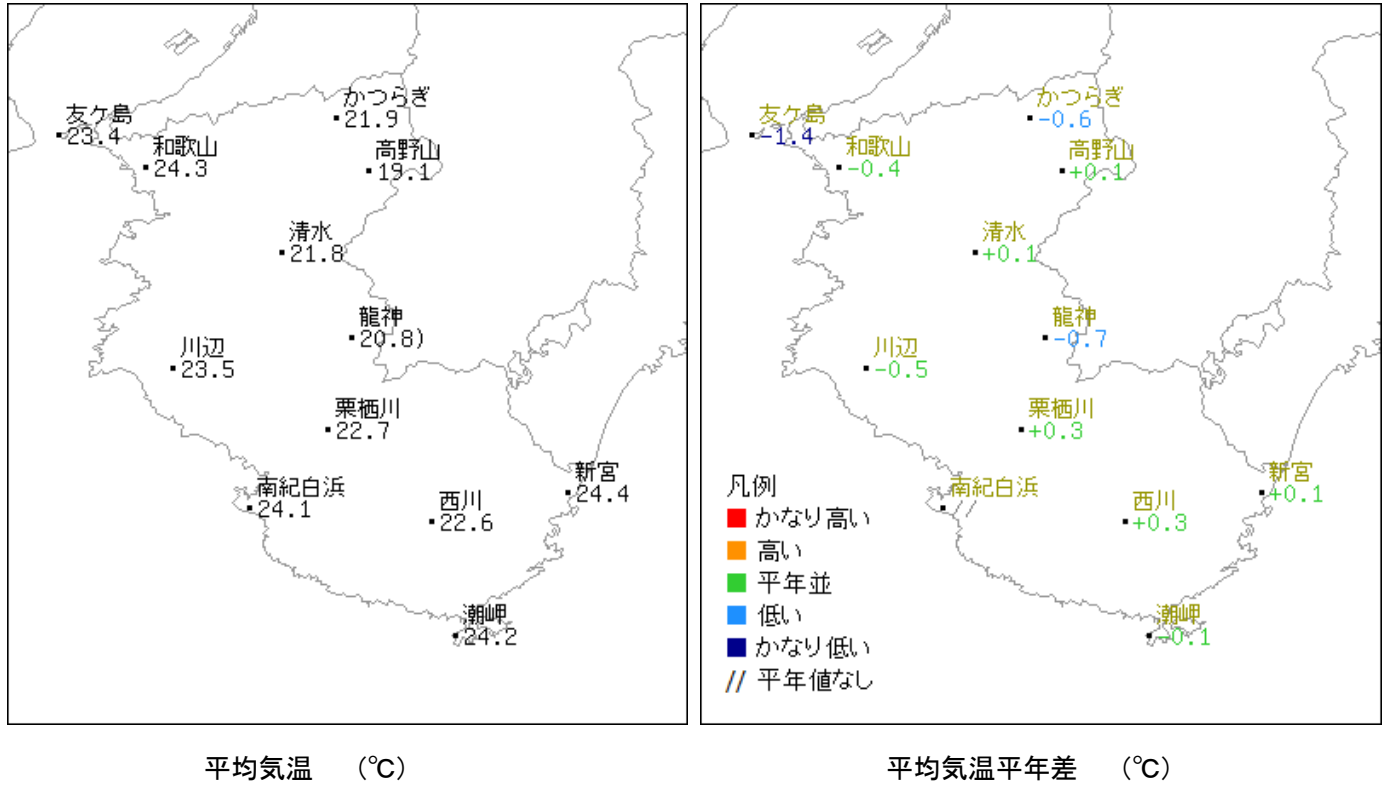 友ケ島
23.4
和歌山
24.3
かつらぎ
21.9
高野山
19.1
清水
21.8
龍神
20.8)
川辺
23.5
栗栖川
22.7
南紀白浜
24.1
西川
22.6
新宮
24.4
潮岬
24.2
平均気温 (℃)
友ケ島
-1.4
和歌山
-0.4
かつらぎ
-0.6
高野山
+0.1
清水
+0.1
龍神
-0.7
川辺
-0.5
栗栖川
+0.3
南紀白浜
//
西川
+0.3
新宮
+0.1
潮岬
-0.1
凡例
かなり高い
高い
平年並
低い
かなり低い
// 平年値なし
平均気温平年差 (℃)